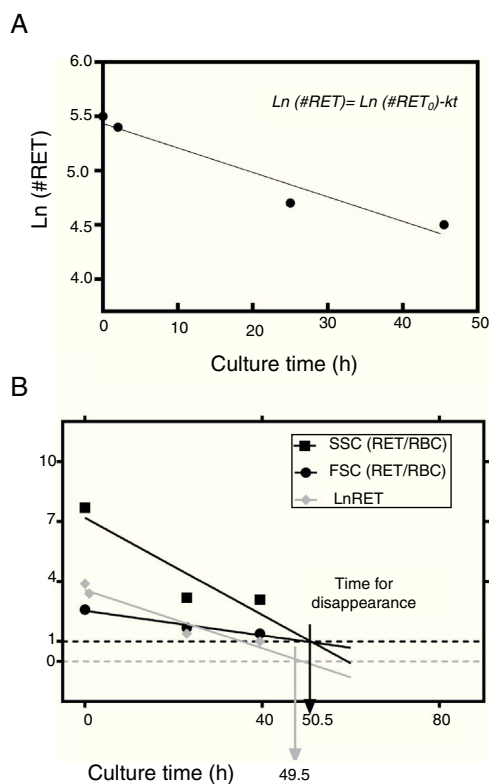 A
6.0
Ln (#RET)= Ln (#RET₀)-kt
5.5
5.0
4.5
4.0
Ln (#RET)
0 10 20 30 40 50
Culture time (h)
B
SSC (RET/RBC)
FSC (RET/RBC)
LnRET
10
7
4
1
0
Time for
disappearance
0 40 50.5 80
49.5
Culture time (h)